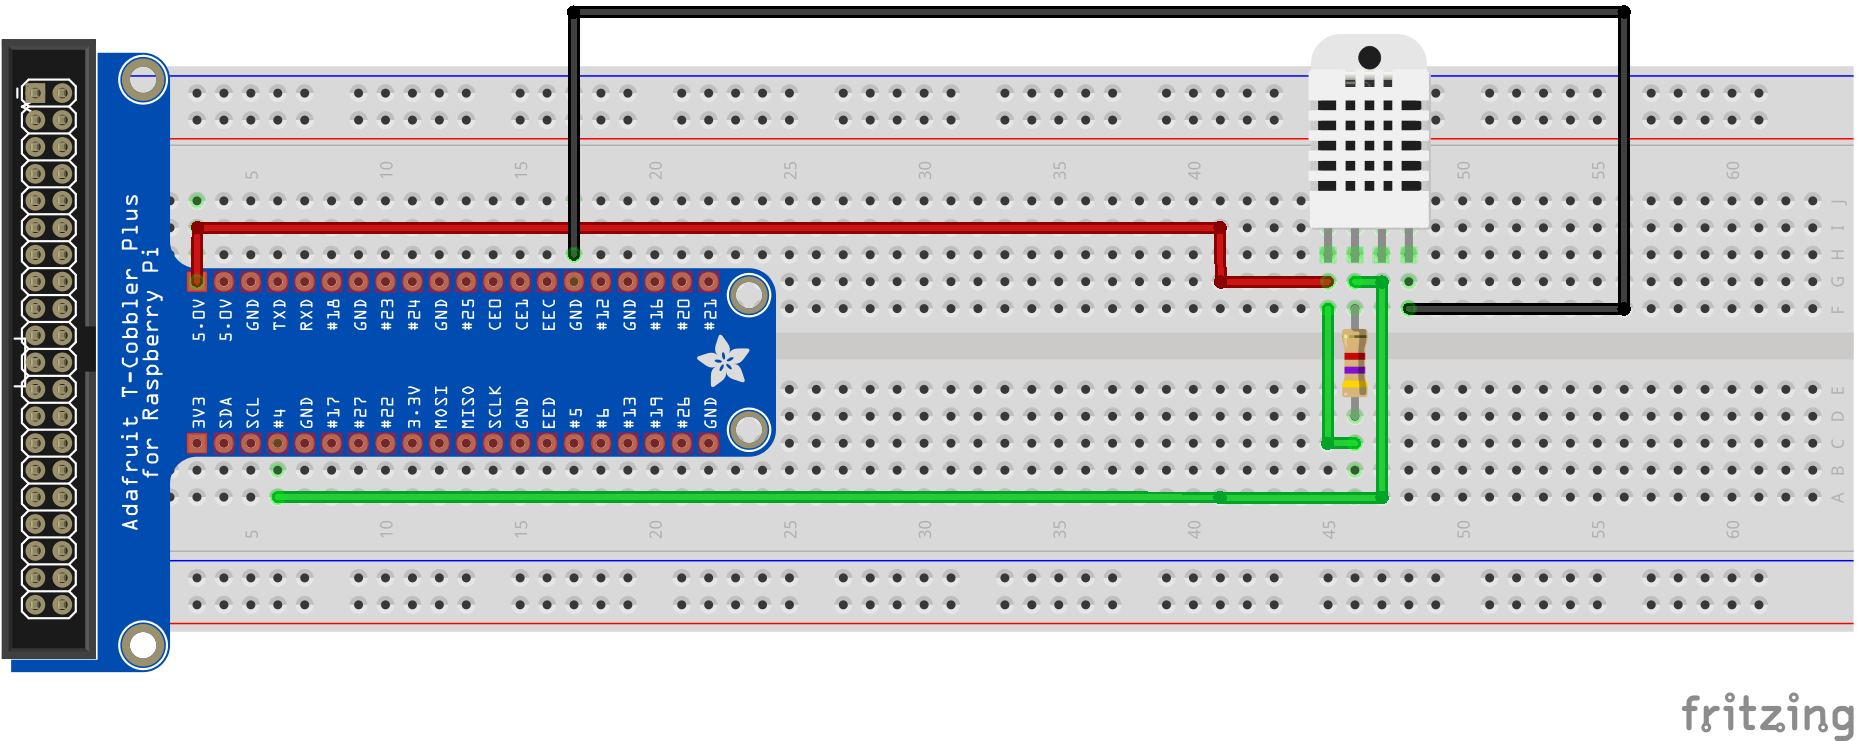 5 10 15 20 25 30 35 40 45 50 55 60
J
I
H
G
F
5.0V 5.0V GND TXD RXD #18 GND #23 #24 GND #25 CE0 CE1 EEC GND #12 GND #16 #20 #21
Adafruit T-Cobbler Plus
for Raspberry Pi
3V3 SDA SCL #4 GND #17 #27 #22 3.3V MOSI MISO SCLK GND EED #5 #6 #13 #19 #26 GND
E
D
C
B
A
5 10 15 20 25 30 35 40 45 50 55 60
fritzing